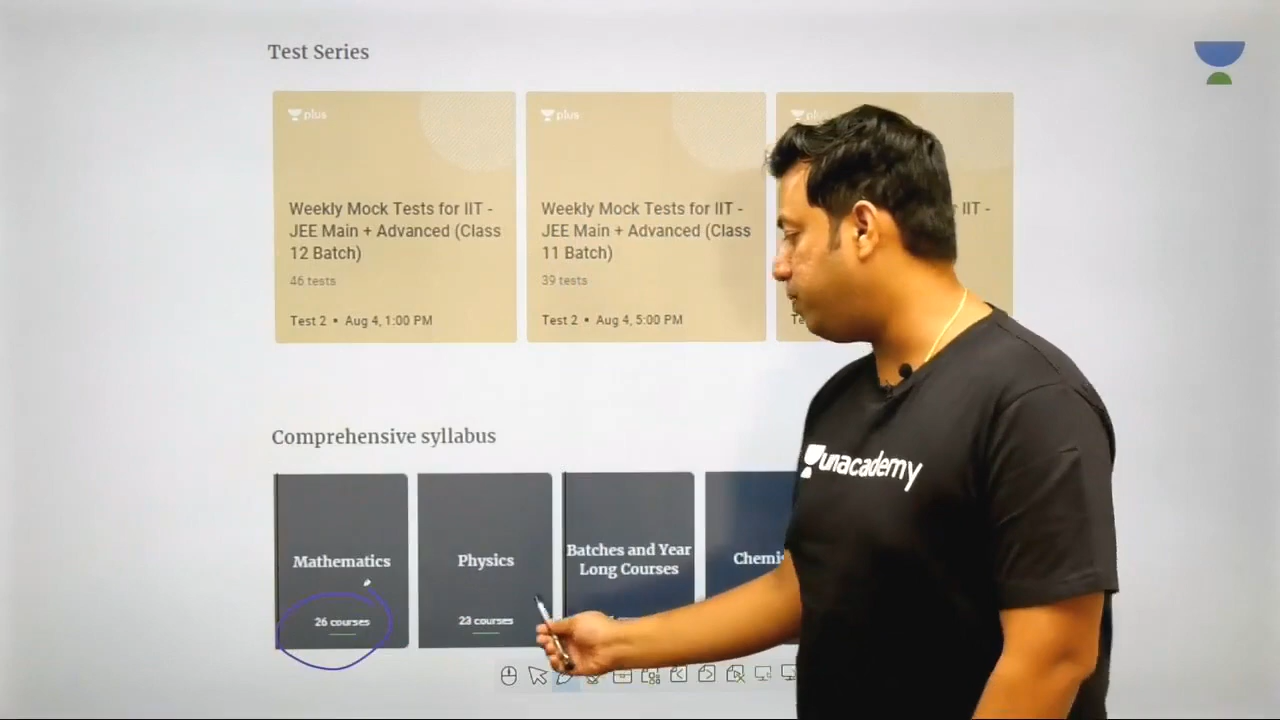 Test Series
plus
Weekly Mock Tests for IIT -
JEE Main + Advanced (Class
12 Batch)
46 tests
Test 2 • Aug 4, 1:00 PM
plus
Weekly Mock Tests for IIT -
JEE Main + Advanced (Class
11 Batch)
39 tests
Test 2 • Aug 4, 5:00 PM
plus
IIT -
Comprehensive syllabus
Mathematics
26 courses
Physics
23 courses
Batches and Year
Long Courses
unacademy